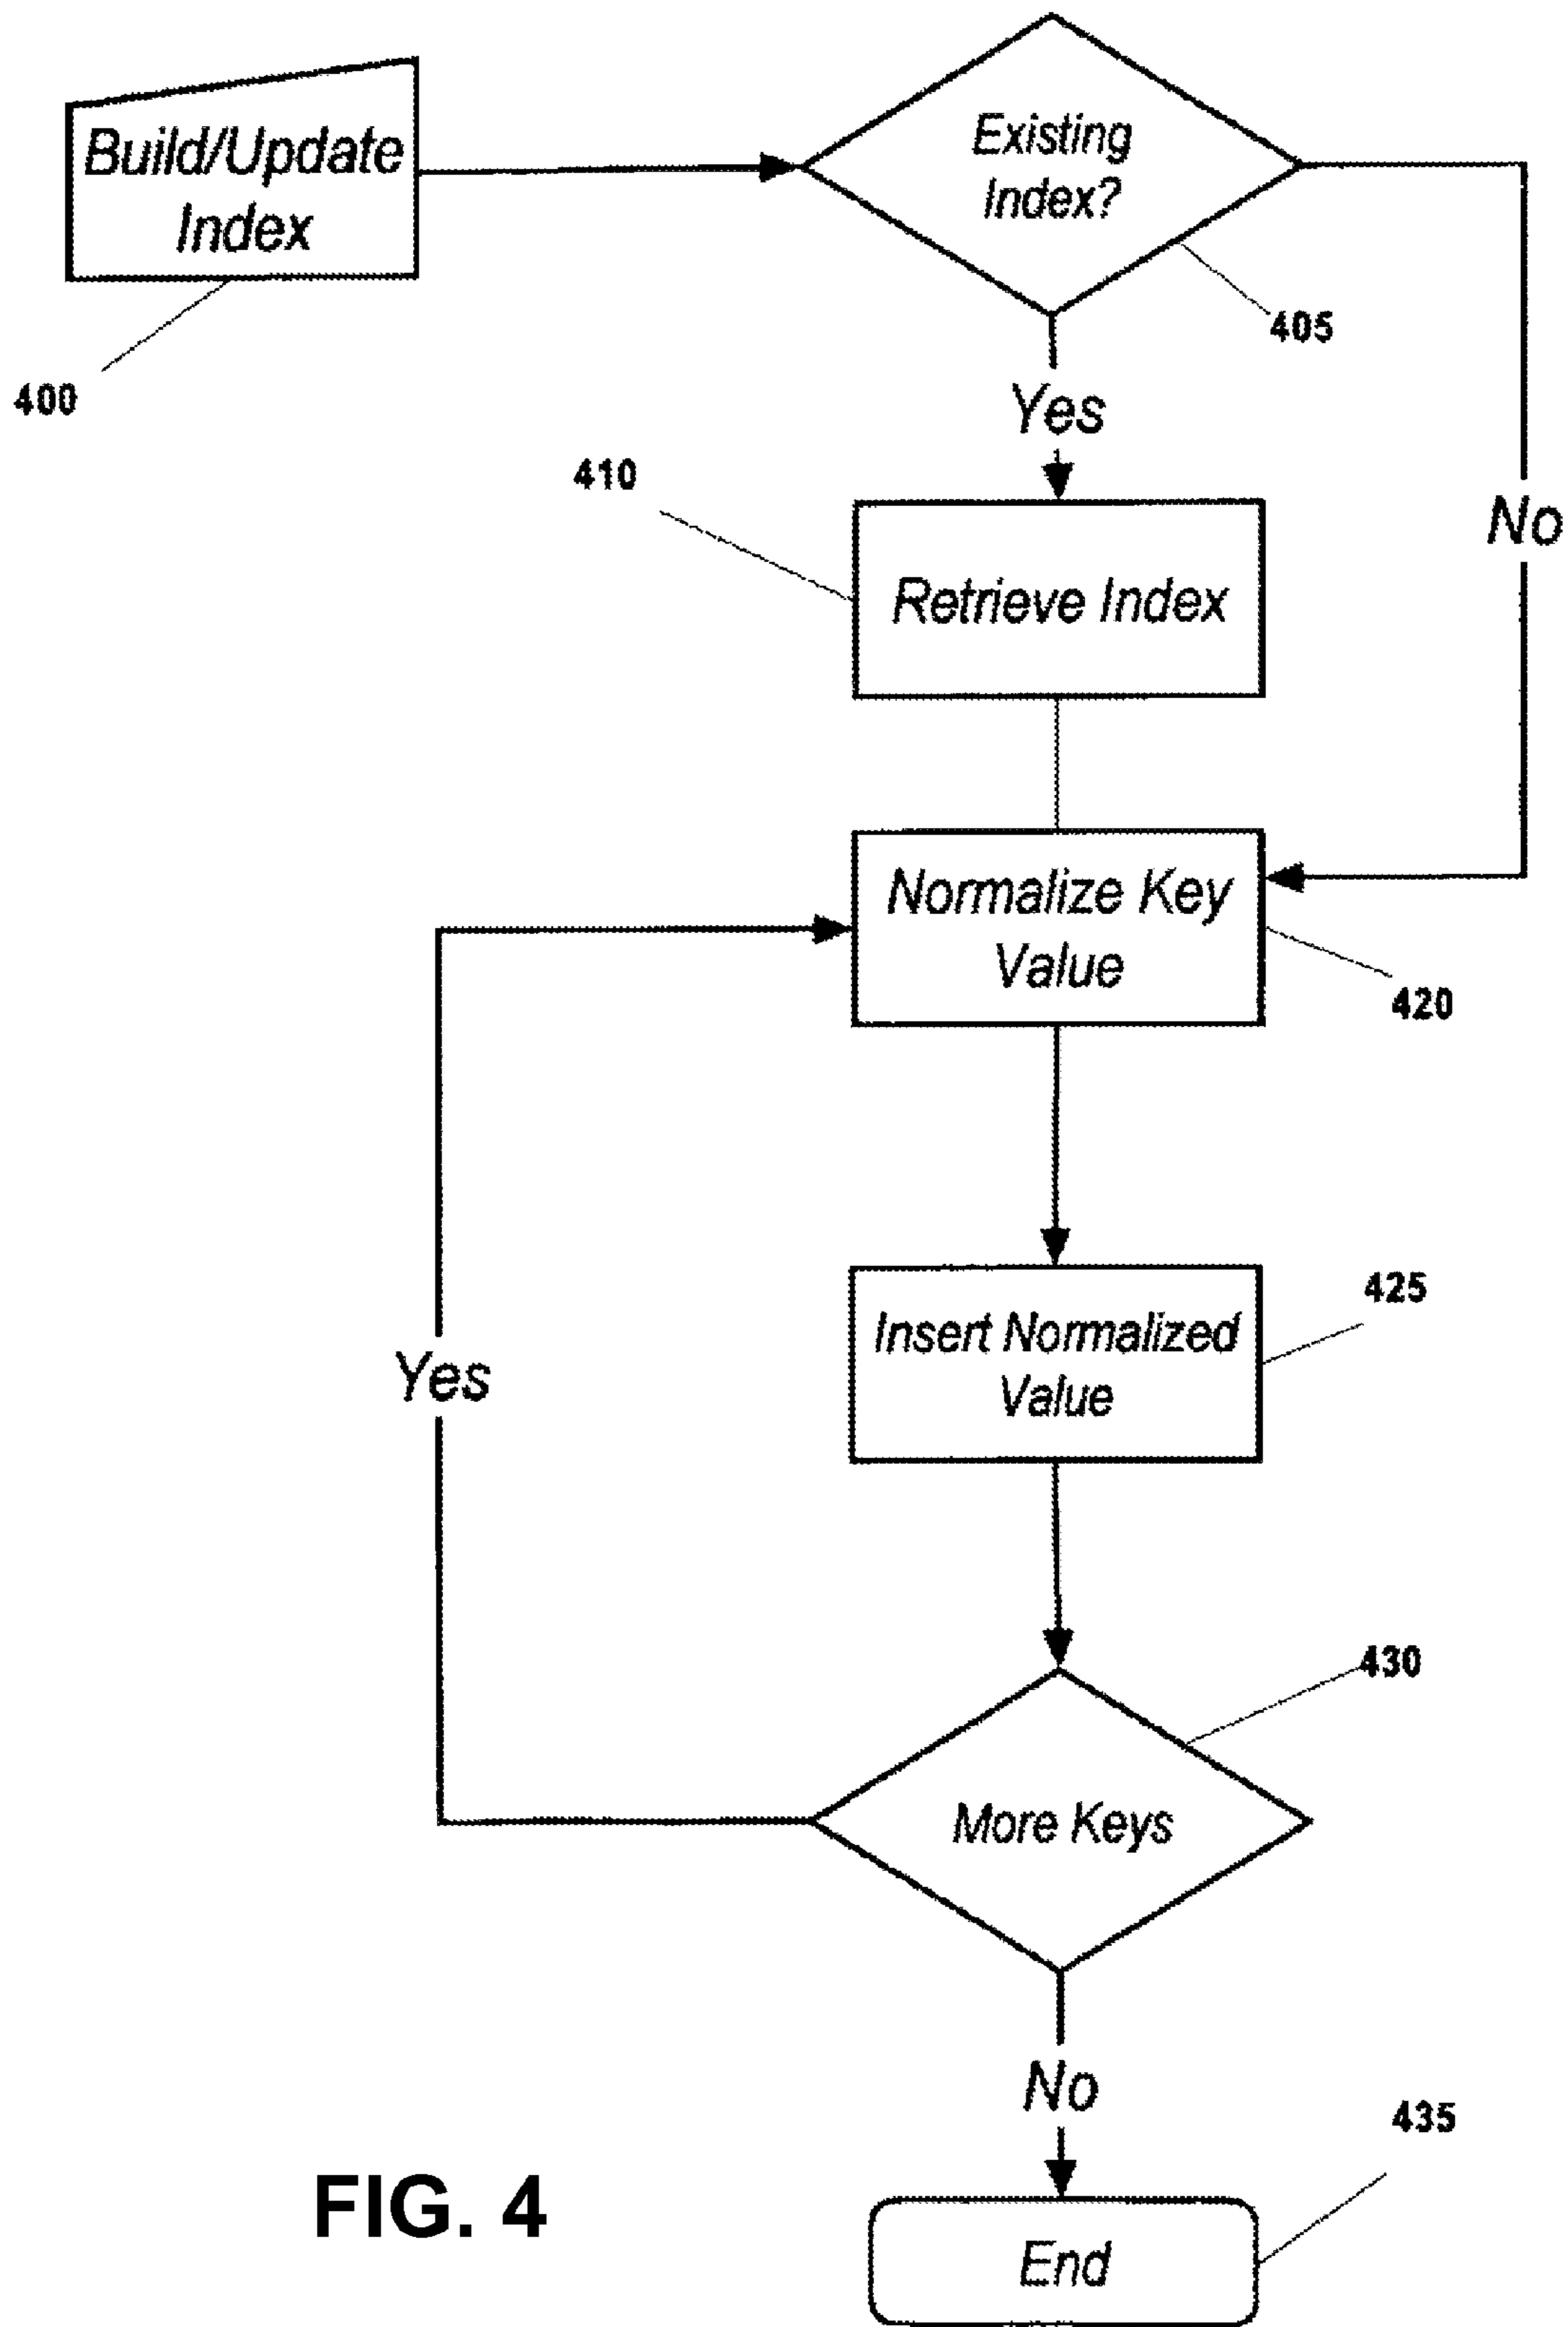 Build/Update
Index
400
Existing
Index?
405
Yes
No
410
Retrieve Index
Normalize Key
Value
420
Insert Normalized
Value
425
Yes
430
More Keys
No
435
End
FIG. 4